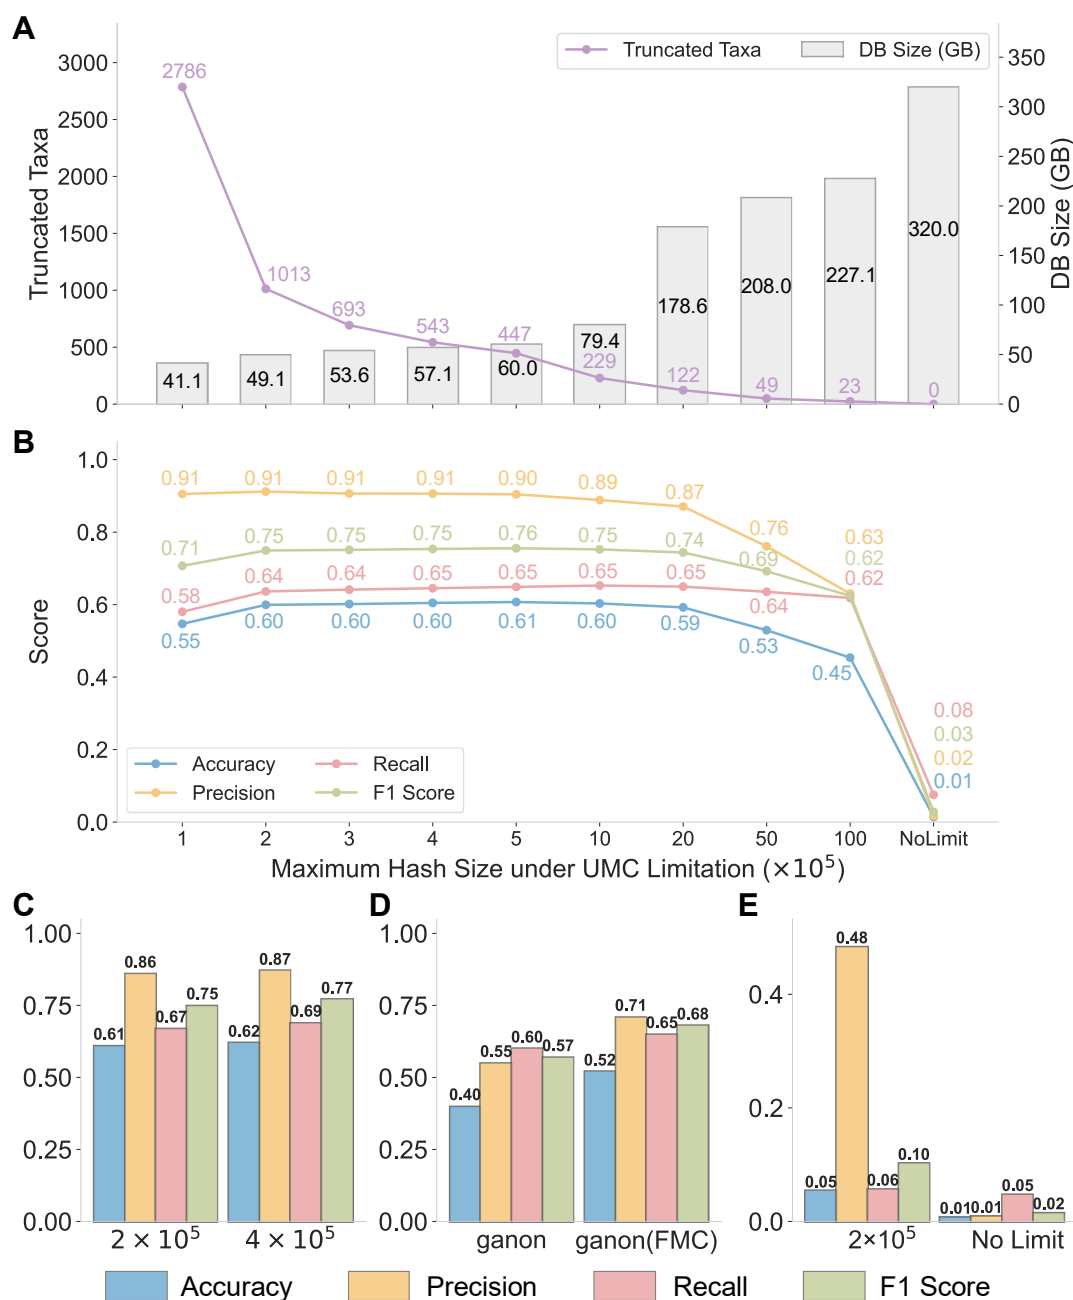 A
Truncated Taxa DB Size (GB)
Truncated Taxa
3000
2500
2000
1500
1000
500
0
2786
1013
693
543
447
229
122
49
23
0
41.1
49.1
53.6
57.1
60.0
79.4
178.6
208.0
227.1
320.0
350
300
250
200
150
100
50
0
DB Size (GB)
B
Score
1.0
0.8
0.6
0.4
0.2
0.0
0.91 0.91 0.91 0.91 0.90 0.89 0.87 0.76 0.63 0.02
0.71 0.75 0.75 0.75 0.76 0.75 0.74 0.69 0.62 0.03
0.58 0.64 0.64 0.65 0.65 0.65 0.65 0.64 0.62 0.08
0.55 0.60 0.60 0.60 0.61 0.60 0.59 0.53 0.45 0.01
Accuracy Recall
Precision F1 Score
1 2 3 4 5 10 20 50 100 NoLimit
Maximum Hash Size under UMC Limitation (×10⁵)
C
1.00
0.75
0.50
0.25
0.00
0.61 0.86 0.67 0.75
0.62 0.87 0.69 0.77
2 × 10⁵ 4 × 10⁵
D
1.00
0.75
0.50
0.25
0.00
0.40 0.55 0.60 0.57
0.52 0.71 0.65 0.68
ganon ganon(FMC)
E
0.4
0.2
0.0
0.05 0.48 0.06 0.10
0.01 0.01 0.05 0.02
2×10⁵ No Limit
Accuracy Precision Recall F1 Score